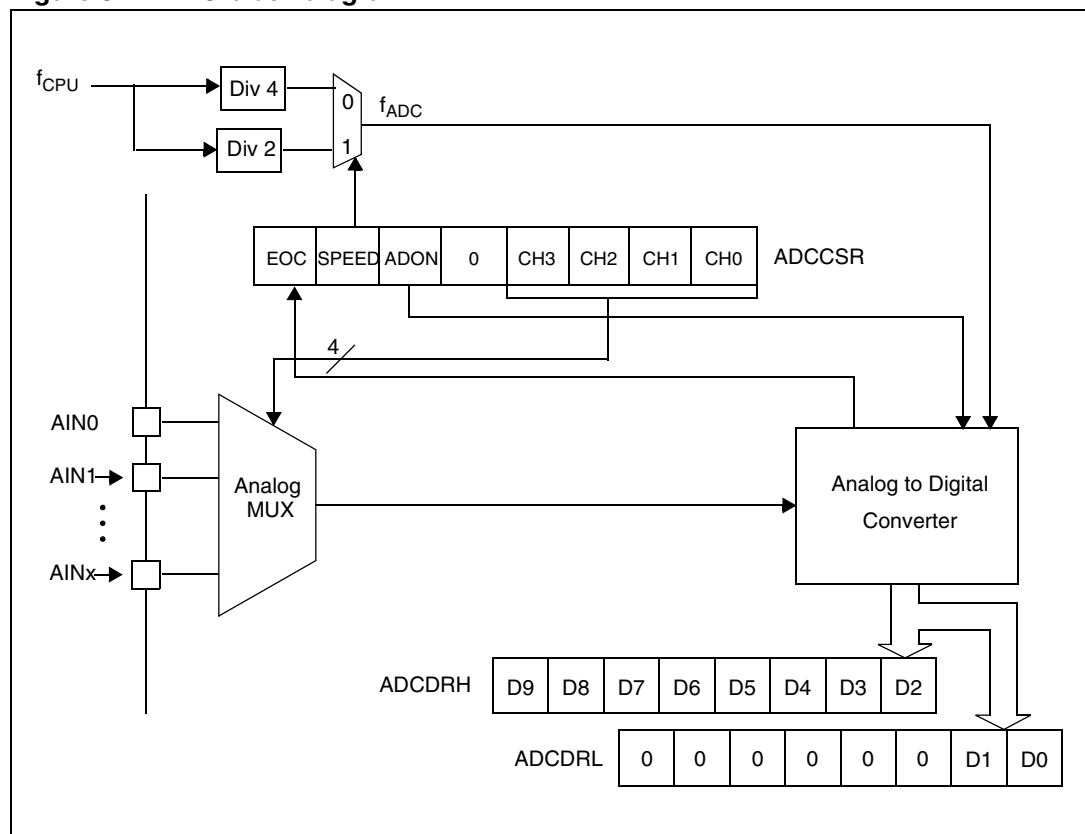 f_CPU
Div 4
0
f_ADC
Div 2
1
EOC SPEED ADON 0 CH3 CH2 CH1 CH0
ADCCSR
4
AIN0
AIN1
AINx
Analog
MUX
Analog to Digital
Converter
ADCDRH D9 D8 D7 D6 D5 D4 D3 D2
ADCDRL 0 0 0 0 0 0 D1 D0